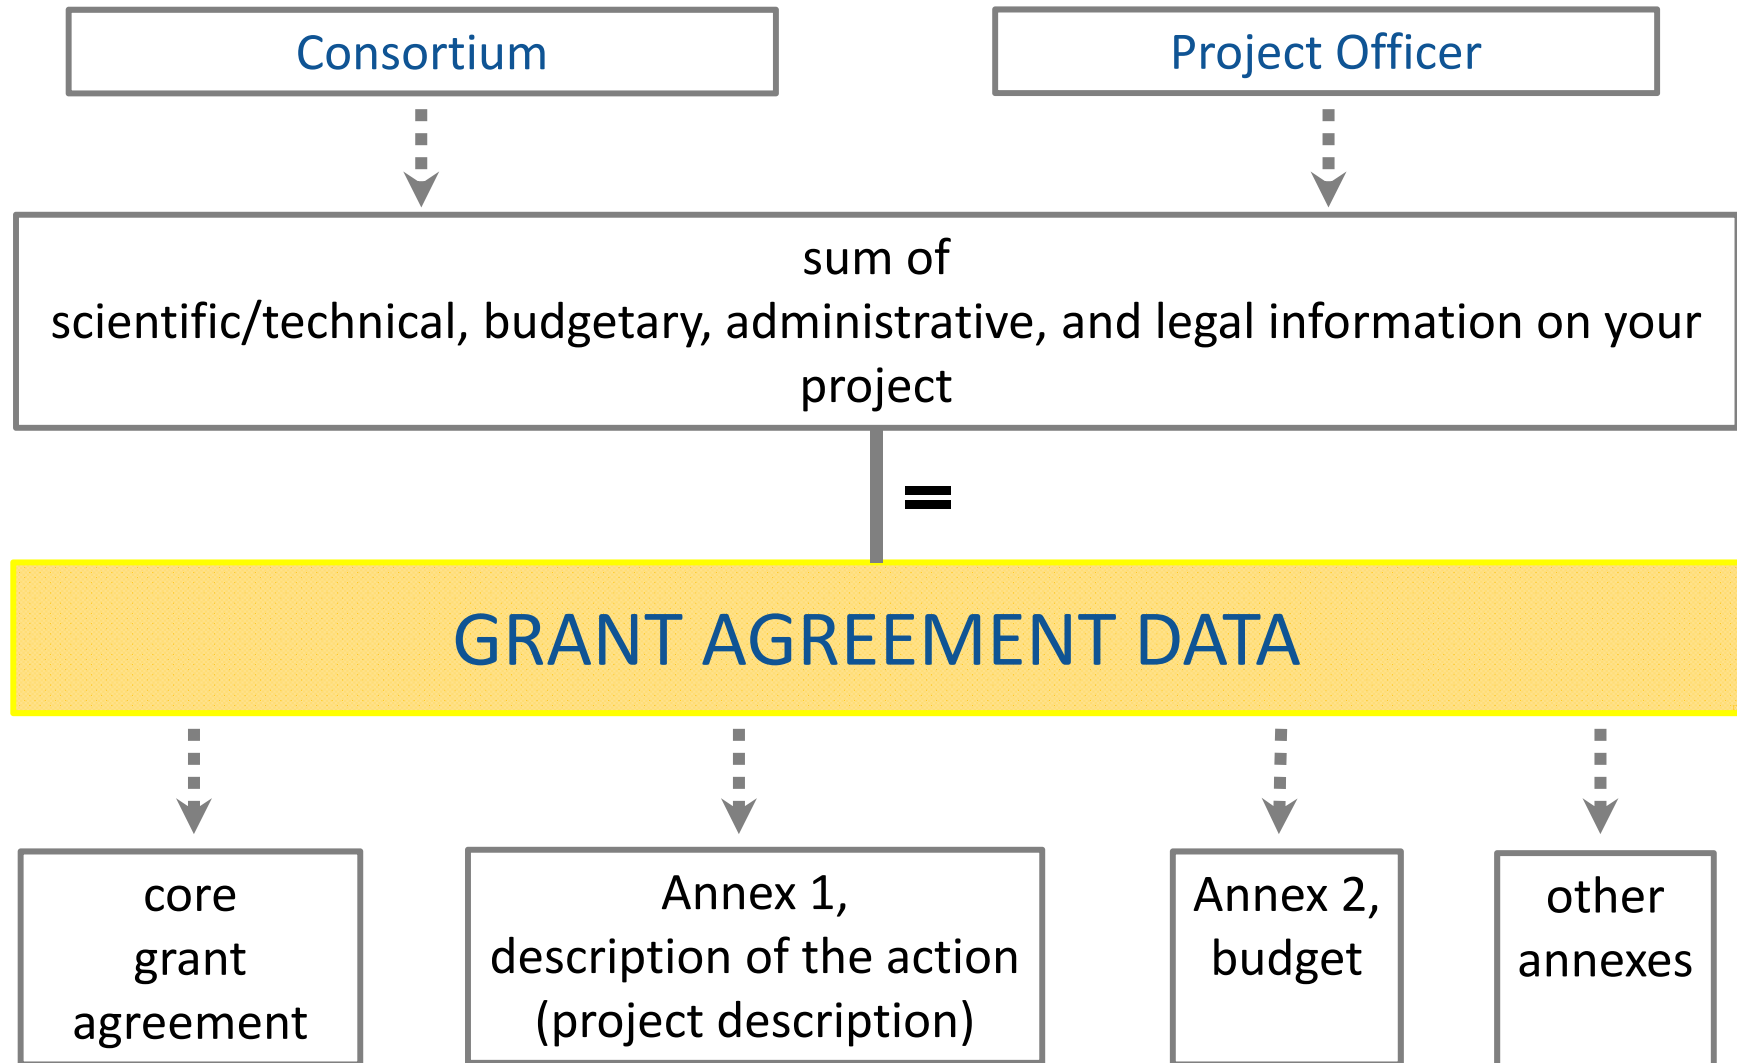 Consortium
Project Officer
sum of
scientific/technical, budgetary, administrative, and legal information on your
project
=
GRANT AGREEMENT DATA
core
grant
agreement
Annex 1,
description of the action
(project description)
Annex 2,
budget
other
annexes